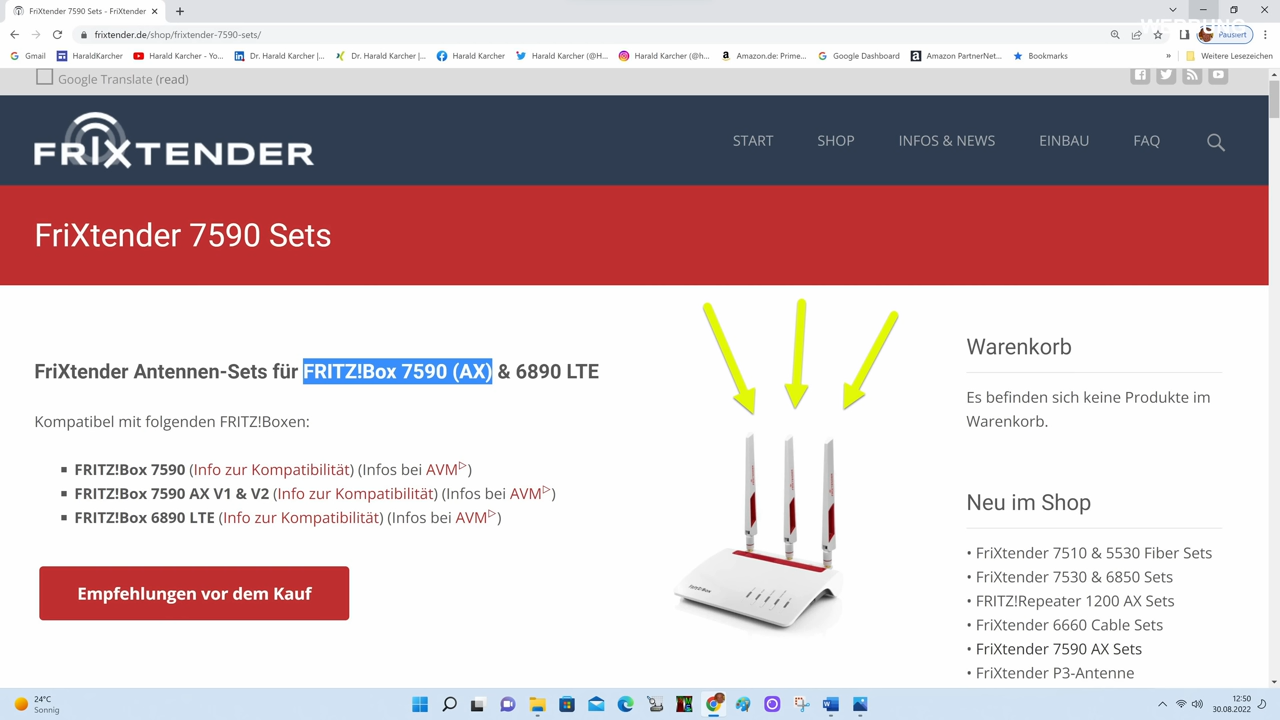 FriXtender 7590 Sets - FriXtender
WERBUNG
frixtender.de/shop/frixtender-7590-sets/
Pausiert
Gmail
HaraldKarcher
Harald Karcher - Yo...
Dr. Harald Karcher |...
Dr. Harald Karcher |...
Harald Karcher
Harald Karcher (@H...
Harald Karcher (@h...
Amazon.de: Prime...
Google Dashboard
Amazon PartnerNet...
Bookmarks
»
Weitere Lesezeichen
Google Translate (read)
FRIXTENDER
START
SHOP
INFOS & NEWS
EINBAU
FAQ
FriXtender 7590 Sets
FriXtender Antennen-Sets für FRITZ!Box 7590 (AX) & 6890 LTE
Kompatibel mit folgenden FRITZ!Boxen:
FRITZ!Box 7590 (Info zur Kompatibilität) (Infos bei AVM)
FRITZ!Box 7590 AX V1 & V2 (Info zur Kompatibilität) (Infos bei AVM)
FRITZ!Box 6890 LTE (Info zur Kompatibilität) (Infos bei AVM)
Empfehlungen vor dem Kauf
FRITZ!Box
Warenkorb
Es befinden sich keine Produkte im
Warenkorb.
Neu im Shop
• FriXtender 7510 & 5530 Fiber Sets
• FriXtender 7530 & 6850 Sets
• FRITZ!Repeater 1200 AX Sets
• FriXtender 6660 Cable Sets
• FriXtender 7590 AX Sets
• FriXtender P3-Antenne
24°C
Sonnig
12:50
30.08.2022